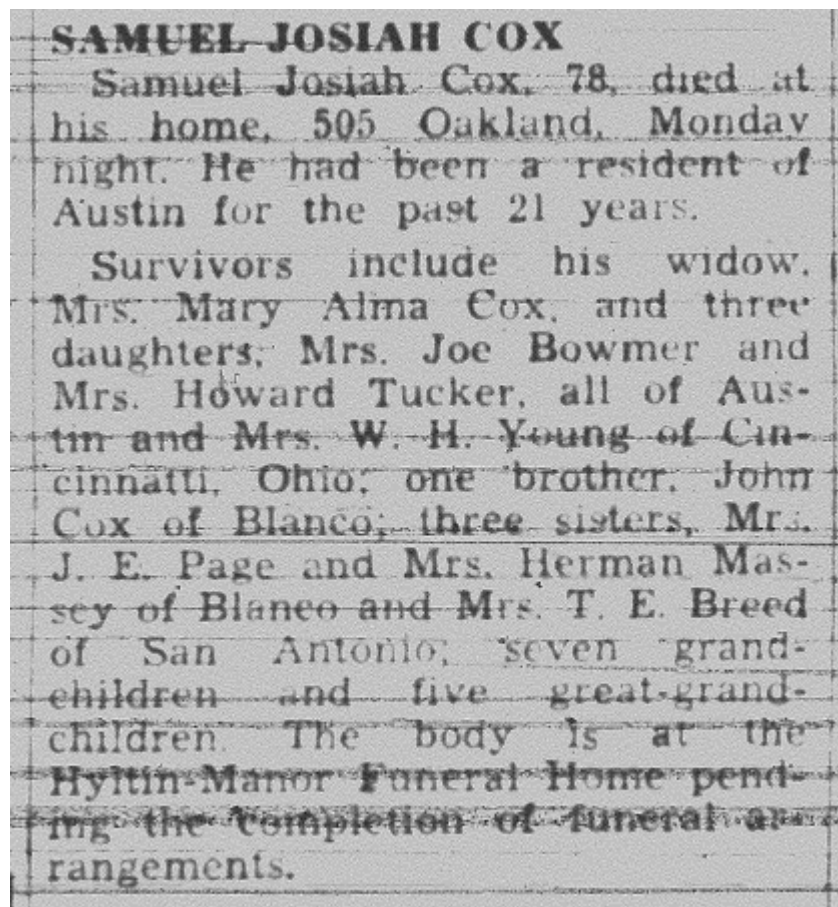 SAMUEL JOSIAH COX
Samuel Josiah Cox, 78, died at
his home, 505 Oakland, Monday
night. He had been a resident of
Austin for the past 21 years.
Survivors include his widow,
Mrs. Mary Alma Cox, and three
daughters, Mrs. Joe Bowmer and
Mrs. Howard Tucker, all of Aus-
tin and Mrs. W. H. Young of Cin-
cinnatti, Ohio; one brother, John
Cox of Blanco; three sisters, Mrs.
J. E. Page and Mrs. Herman Mas-
sey of Blanco and Mrs. T. E. Breed
of San Antonio; seven grand-
children and five great-grand-
children. The body is at the
Hyltin-Manor Funeral Home pend-
ing the completion of funeral ar-
rangements.